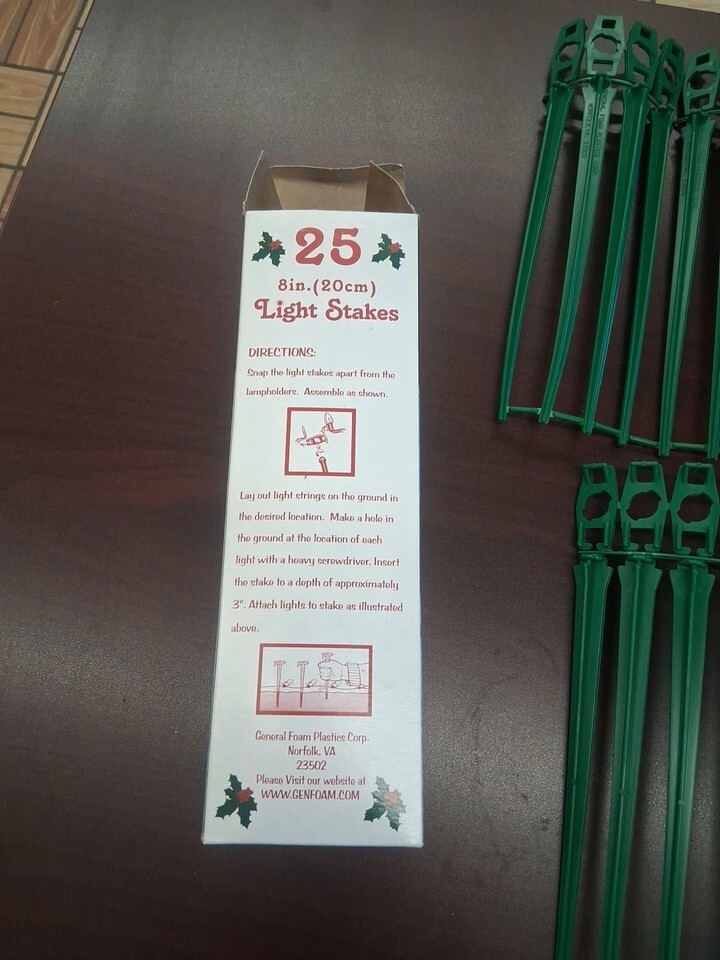 25
8in.(20cm)
Light Stakes
DIRECTIONS:
Snap the light stakes apart from the
lampholders. Assemble as shown.
Lay out light strings on the ground in
the desired location. Make a hole in
the ground at the location of each
light with a heavy screwdriver. Insert
the stake to a depth of approximately
3". Attach lights to stake as illustrated
above.
General Foam Plastics Corp.
Norfolk, VA
23502
Please Visit our website at
WWW.GENFOAM.COM